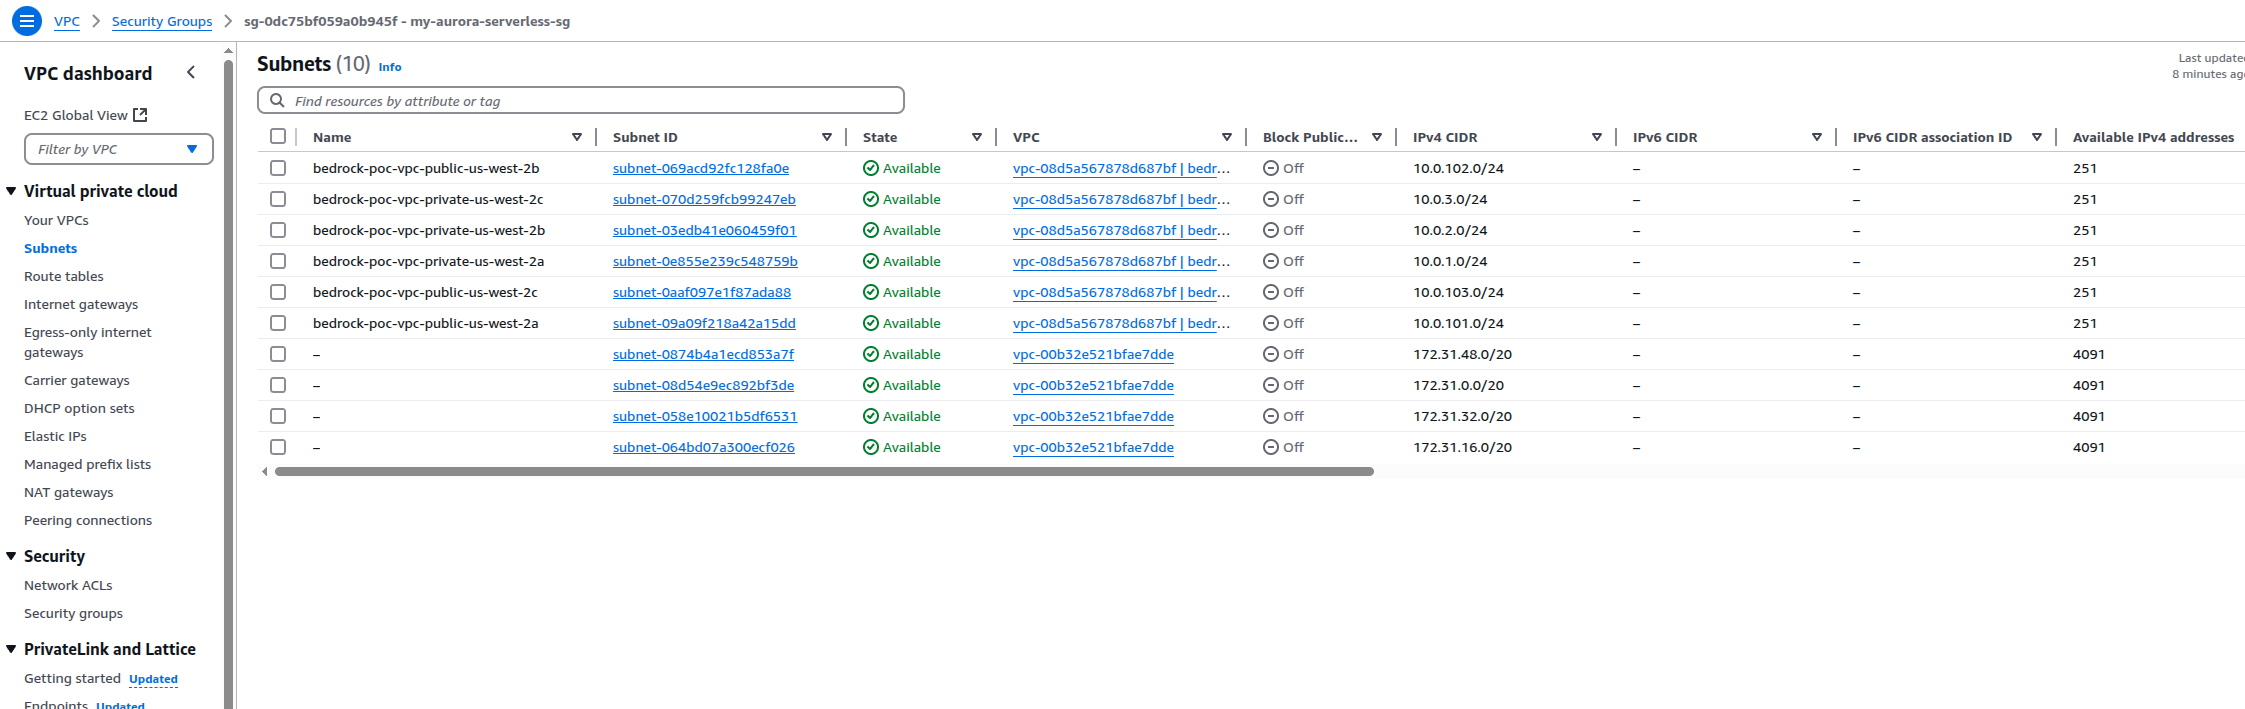 VPC > Security Groups > sg-0dc75bf059a0b945f - my-aurora-serverless-sg
VPC dashboard
EC2 Global View
Filter by VPC
Virtual private cloud
Your VPCs
Subnets
Route tables
Internet gateways
Egress-only internet
gateways
Carrier gateways
DHCP option sets
Elastic IPs
Managed prefix lists
NAT gateways
Peering connections
Security
Network ACLs
Security groups
PrivateLink and Lattice
Getting started Updated
Endpoints Updated
Subnets (10) Info
Last updated
8 minutes ago
Find resources by attribute or tag
Name Subnet ID State VPC Block Public... IPv4 CIDR IPv6 CIDR IPv6 CIDR association ID Available IPv4 addresses
bedrock-poc-vpc-public-us-west-2b subnet-069acd92fc128fa0e Available vpc-08d5a567878d687bf | bedr... Off 10.0.102.0/24 – – 251
bedrock-poc-vpc-private-us-west-2c subnet-070d259fcb99247eb Available vpc-08d5a567878d687bf | bedr... Off 10.0.3.0/24 – – 251
bedrock-poc-vpc-private-us-west-2b subnet-03edb41e060459f01 Available vpc-08d5a567878d687bf | bedr... Off 10.0.2.0/24 – – 251
bedrock-poc-vpc-private-us-west-2a subnet-0e855e239c548759b Available vpc-08d5a567878d687bf | bedr... Off 10.0.1.0/24 – – 251
bedrock-poc-vpc-public-us-west-2c subnet-0aaf097e1f87ada88 Available vpc-08d5a567878d687bf | bedr... Off 10.0.103.0/24 – – 251
bedrock-poc-vpc-public-us-west-2a subnet-09a09f218a42a15dd Available vpc-08d5a567878d687bf | bedr... Off 10.0.101.0/24 – – 251
– subnet-0874b4a1ecd853a7f Available vpc-00b32e521bfae7dde Off 172.31.48.0/20 – – 4091
– subnet-08d54e9ec892bf3de Available vpc-00b32e521bfae7dde Off 172.31.0.0/20 – – 4091
– subnet-058e10021b5df6531 Available vpc-00b32e521bfae7dde Off 172.31.32.0/20 – – 4091
– subnet-064bd07a300ecf026 Available vpc-00b32e521bfae7dde Off 172.31.16.0/20 – – 4091